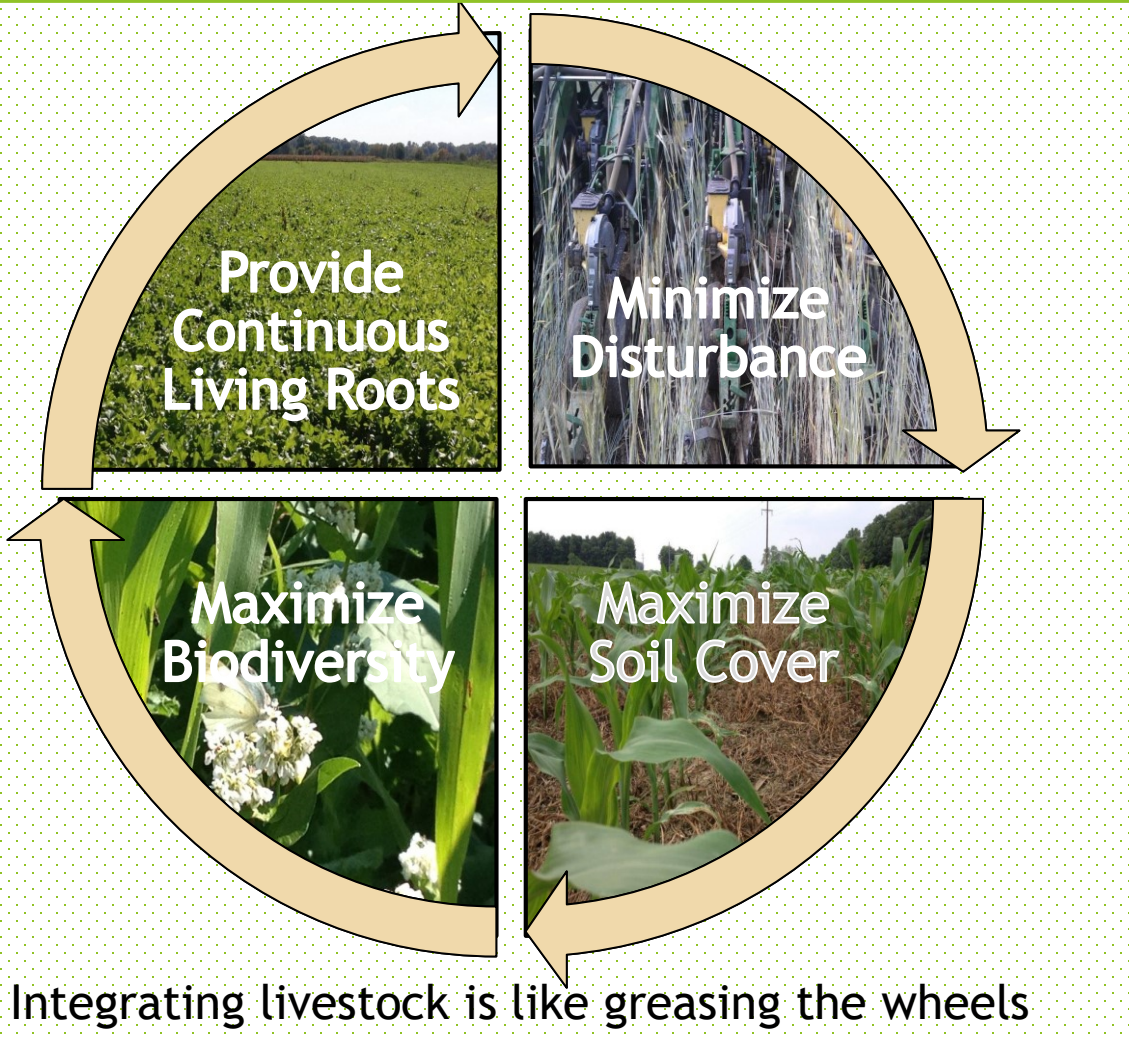 Provide
Continuous
Living Roots
Minimize
Disturbance
Maximize
Biodiversity
Maximize
Soil Cover
Integrating livestock is like greasing the wheels